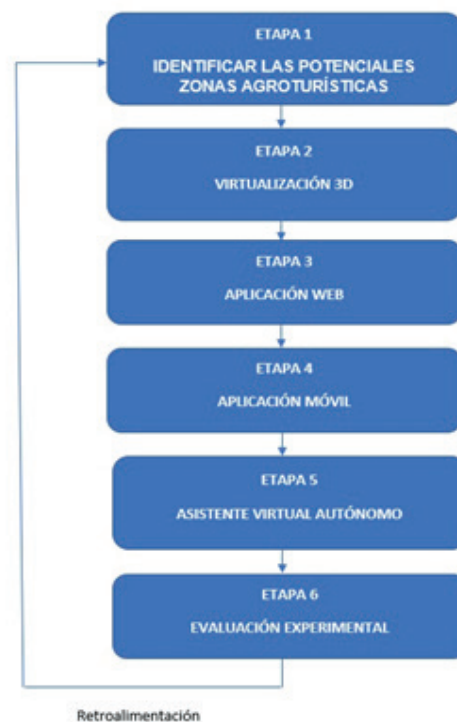 ETAPA 1
IDENTIFICAR LAS POTENCIALES
ZONAS AGROTURÍSTICAS
ETAPA 2
VIRTUALIZACIÓN 3D
ETAPA 3
APLICACIÓN WEB
ETAPA 4
APLICACIÓN MÓVIL
ETAPA 5
ASISTENTE VIRTUAL AUTÓNOMO
ETAPA 6
EVALUACIÓN EXPERIMENTAL
Retroalimentación